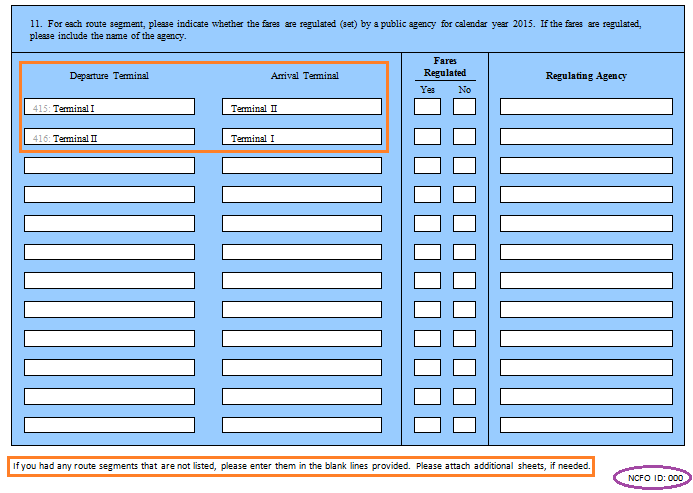 11. For each route segment, please indicate whether the fares are regulated (set) by a public agency for calendar year 2015. If the fares are regulated,
please include the name of the agency.
Fares
Regulated
Departure Terminal Arrival Terminal Regulating Agency
Yes No
415: Terminal I Terminal II
416: Terminal II Terminal I
If you had any route segments that are not listed, please enter them in the blank lines provided. Please attach additional sheets, if needed.
NCFO ID: 000